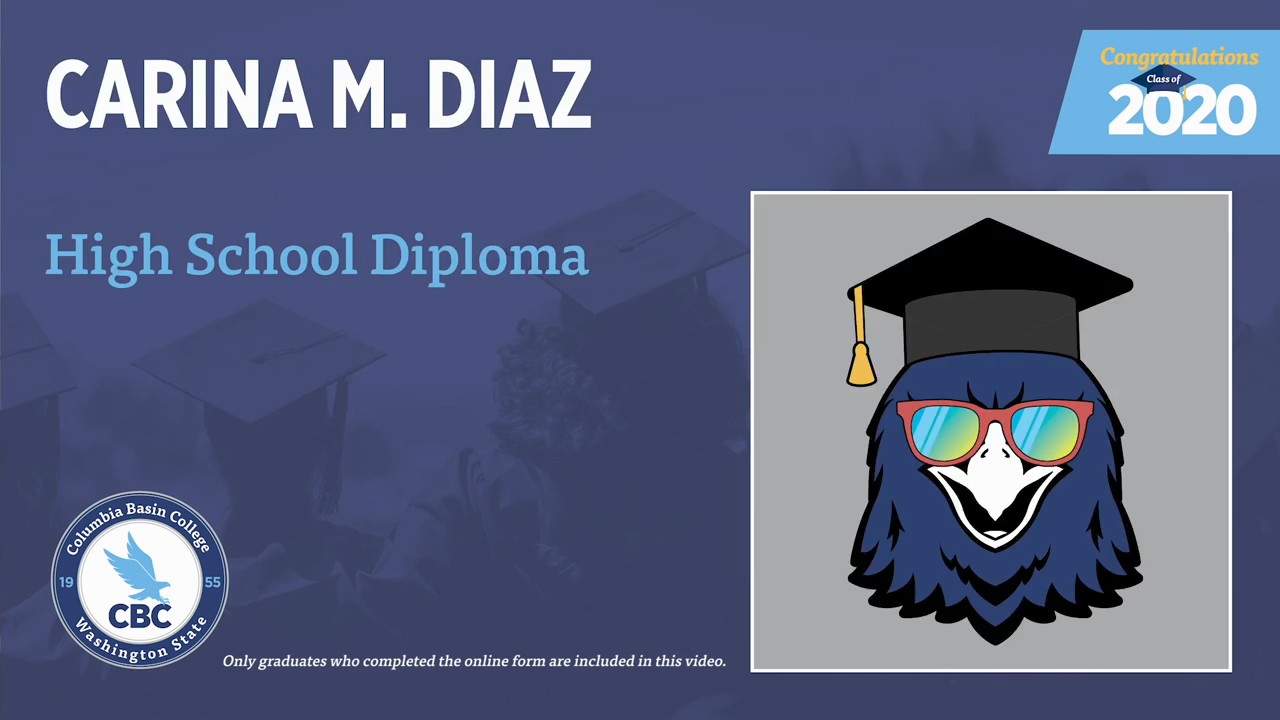 CARINA M. DIAZ
Congratulations
Class of
2020
High School Diploma
Columbia Basin College
19 55
CBC
Washington State
Only graduates who completed the online form are included in this video.